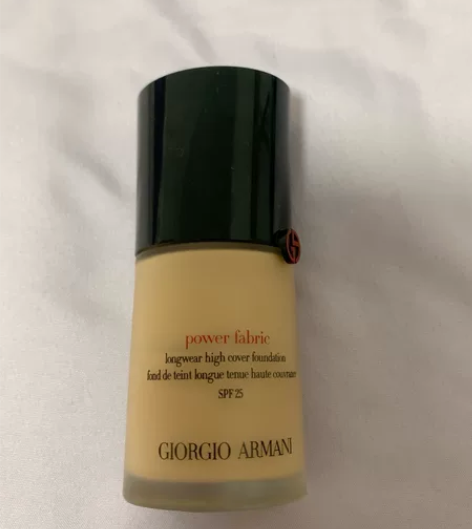 power fabric
longwear high cover foundation
fond de teint longue tenue haute couvrance
SPF 25
GIORGIO ARMANI